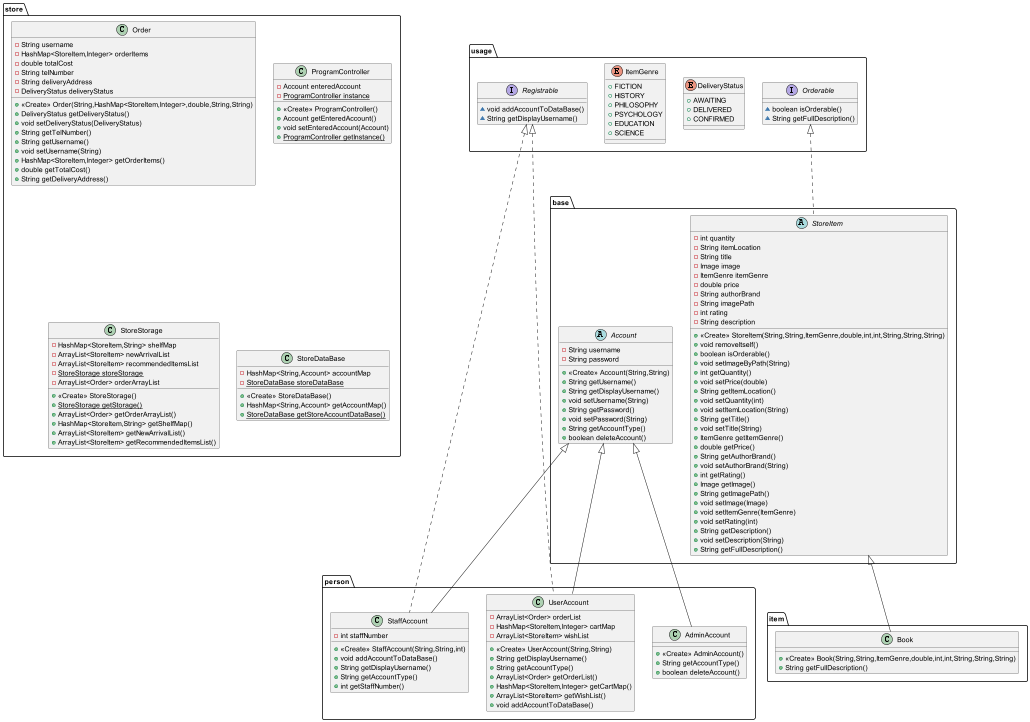 store
C Order
String username
HashMap<StoreItem,Integer> orderItems
double totalCost
String telNumber
String deliveryAddress
DeliveryStatus deliveryStatus
«Create» Order(String,HashMap<StoreItem,Integer>,double,String,String)
DeliveryStatus getDeliveryStatus()
void setDeliveryStatus(DeliveryStatus)
String getTelNumber()
String getUsername()
void setUsername(String)
HashMap<StoreItem,Integer> getOrderItems()
double getTotalCost()
String getDeliveryAddress()
C ProgramController
Account enteredAccount
ProgramController instance
«Create» ProgramController()
Account getEnteredAccount()
void setEnteredAccount(Account)
ProgramController getInstance()
C StoreStorage
HashMap<StoreItem,String> shelfMap
ArrayList<StoreItem> newArrivalList
ArrayList<StoreItem> recommendedItemsList
StoreStorage storeStorage
ArrayList<Order> orderArrayList
«Create» StoreStorage()
StoreStorage getStorage()
ArrayList<Order> getOrderArrayList()
HashMap<StoreItem,String> getShelfMap()
ArrayList<StoreItem> getNewArrivalList()
ArrayList<StoreItem> getRecommendedItemsList()
C StoreDataBase
HashMap<String,Account> accountMap
StoreDataBase storeDataBase
«Create» StoreDataBase()
HashMap<String,Account> getAccountMap()
StoreDataBase getStoreAccountDataBase()
usage
I Registrable
void addAccountToDataBase()
String getDisplayUsername()
E ItemGenre
FICTION
HISTORY
PHILOSOPHY
PSYCHOLOGY
EDUCATION
SCIENCE
E DeliveryStatus
AWAITING
DELIVERED
CONFIRMED
I Orderable
boolean isOrderable()
String getFullDescription()
base
A Account
String username
String password
«Create» Account(String,String)
String getUsername()
String getDisplayUsername()
void setUsername(String)
String getPassword()
void setPassword(String)
String getAccountType()
boolean deleteAccount()
A StoreItem
int quantity
String itemLocation
String title
Image image
ItemGenre itemGenre
double price
String authorBrand
String imagePath
int rating
String description
«Create» StoreItem(String,String,ItemGenre,double,int,int,String,String,String)
void removeItself()
boolean isOrderable()
void setImageByPath(String)
int getQuantity()
void setPrice(double)
String getItemLocation()
void setQuantity(int)
void setItemLocation(String)
String getTitle()
void setTitle(String)
ItemGenre getItemGenre()
double getPrice()
String getAuthorBrand()
void setAuthorBrand(String)
int getRating()
Image getImage()
String getImagePath()
void setImage(Image)
void setItemGenre(ItemGenre)
void setRating(int)
String getDescription()
void setDescription(String)
String getFullDescription()
person
C StaffAccount
int staffNumber
«Create» StaffAccount(String,String,int)
void addAccountToDataBase()
String getDisplayUsername()
String getAccountType()
int getStaffNumber()
C UserAccount
ArrayList<Order> orderList
HashMap<StoreItem,Integer> cartMap
ArrayList<StoreItem> wishList
«Create» UserAccount(String,String)
String getDisplayUsername()
String getAccountType()
ArrayList<Order> getOrderList()
HashMap<StoreItem,Integer> getCartMap()
ArrayList<StoreItem> getWishList()
void addAccountToDataBase()
C AdminAccount
«Create» AdminAccount()
String getAccountType()
boolean deleteAccount()
item
C Book
«Create» Book(String,String,ItemGenre,double,int,int,String,String,String)
String getFullDescription()